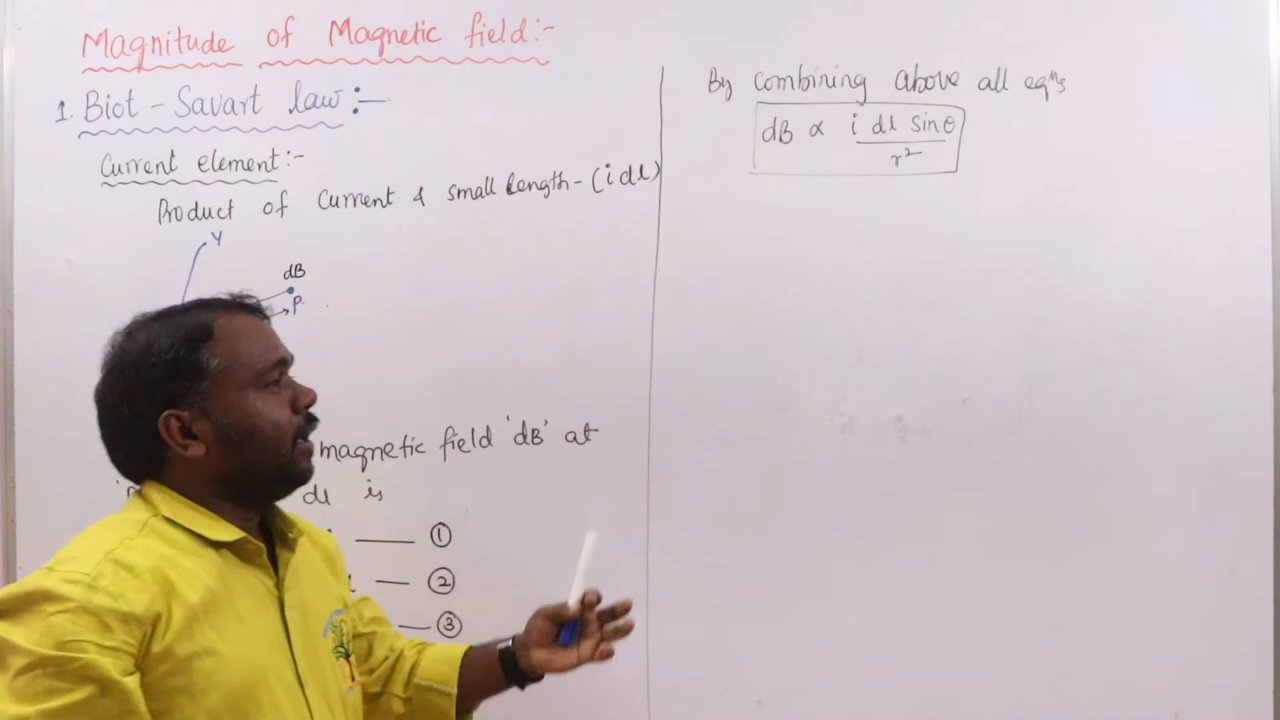 Magnitude of Magnetic field:-
1. Biot - Savart law :-
Current element:-
Product of Current & small Length - (i dl)
Y
dB
P.
magnetic field 'dB' at
dl is
①
②
③
By combining above all eqⁿs
dB ∝ i dl sinθ
r²